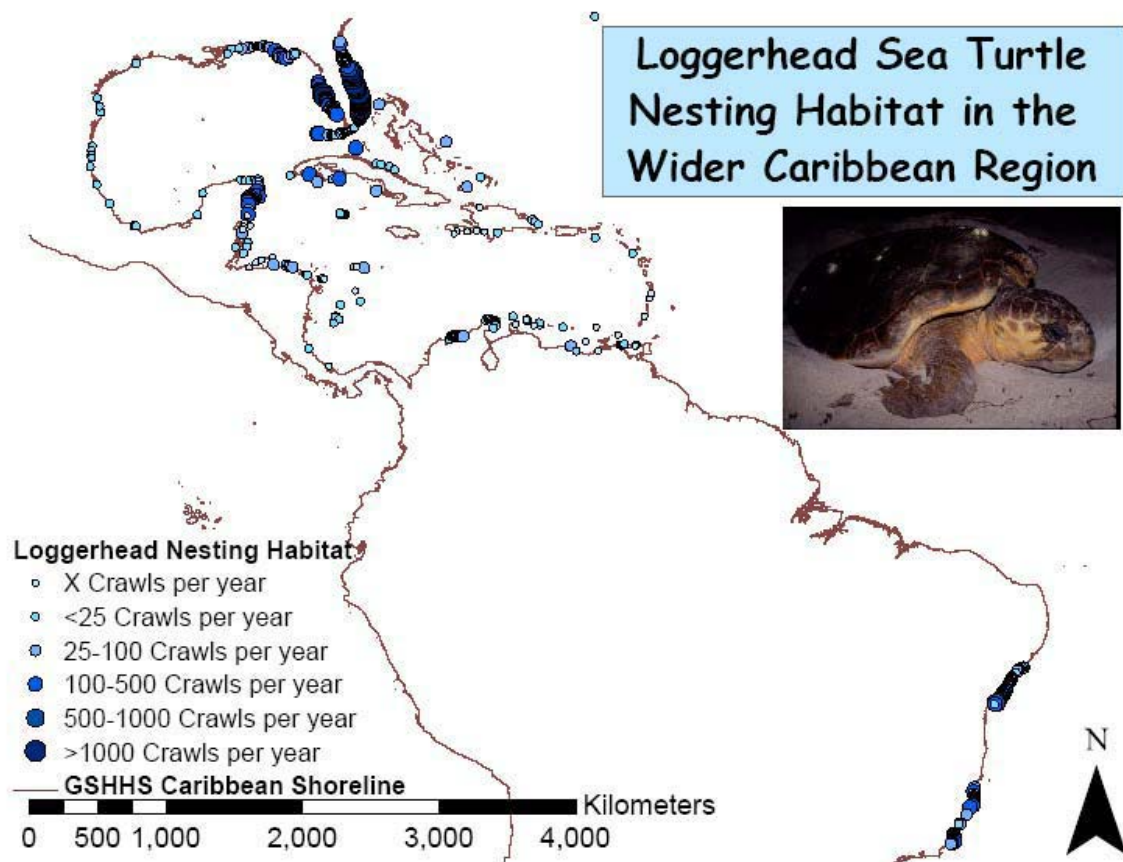 Loggerhead Sea Turtle
Nesting Habitat in the
Wider Caribbean Region
Loggerhead Nesting Habitat
X Crawls per year
<25 Crawls per year
25-100 Crawls per year
100-500 Crawls per year
500-1000 Crawls per year
>1000 Crawls per year
GSHHS Caribbean Shoreline
Kilometers
0 500 1,000 2,000 3,000 4,000
N